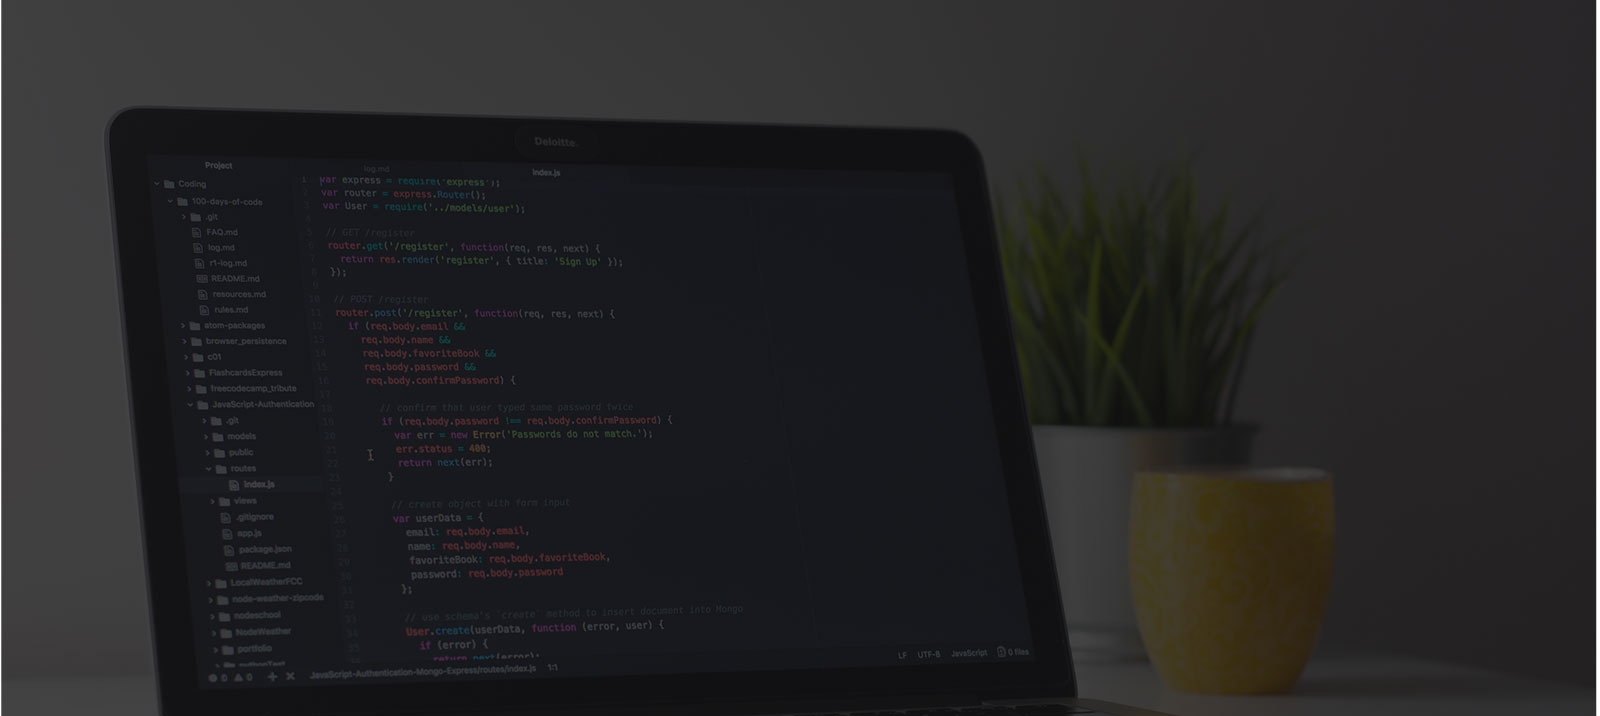 Deloitte.
Project
Coding
100-days-of-code
.git
FAQ.md
log.md
r1-log.md
README.md
resources.md
rules.md
atom-packages
browser_persistence
c01
FlashcardsExpress
freecodecamp_tribute
JavaScript-Authentication
.git
models
public
routes
index.js
views
.gitignore
app.js
package.json
README.md
LocalWeatherFCC
node-weather-zipcode
nodeschool
NodeWeather
portfolio
pythonTest
log.md
index.js
1 var express = require('express');
2 var router = express.Router();
3 var User = require('../models/user');
4
5 // GET /register
6 router.get('/register', function(req, res, next) {
7 return res.render('register', { title: 'Sign Up' });
8 });
9
10 // POST /register
11 router.post('/register', function(req, res, next) {
12 if (req.body.email &&
13 req.body.name &&
14 req.body.favoriteBook &&
15 req.body.password &&
16 req.body.confirmPassword) {
17
18 // confirm that user typed same password twice
19 if (req.body.password !== req.body.confirmPassword) {
20 var err = new Error('Passwords do not match.');
21 err.status = 400;
22 return next(err);
23 }
24
25 // create object with form input
26 var userData = {
27 email: req.body.email,
28 name: req.body.name,
29 favoriteBook: req.body.favoriteBook,
30 password: req.body.password
31 };
32
33 // use schema's `create` method to insert document into Mongo
34 User.create(userData, function (error, user) {
35 if (error) {
36 return next(error);
0 0
JavaScript-Authentication-Mongo-Express/routes/index.js 1:1
LF UTF-8 JavaScript 0 files